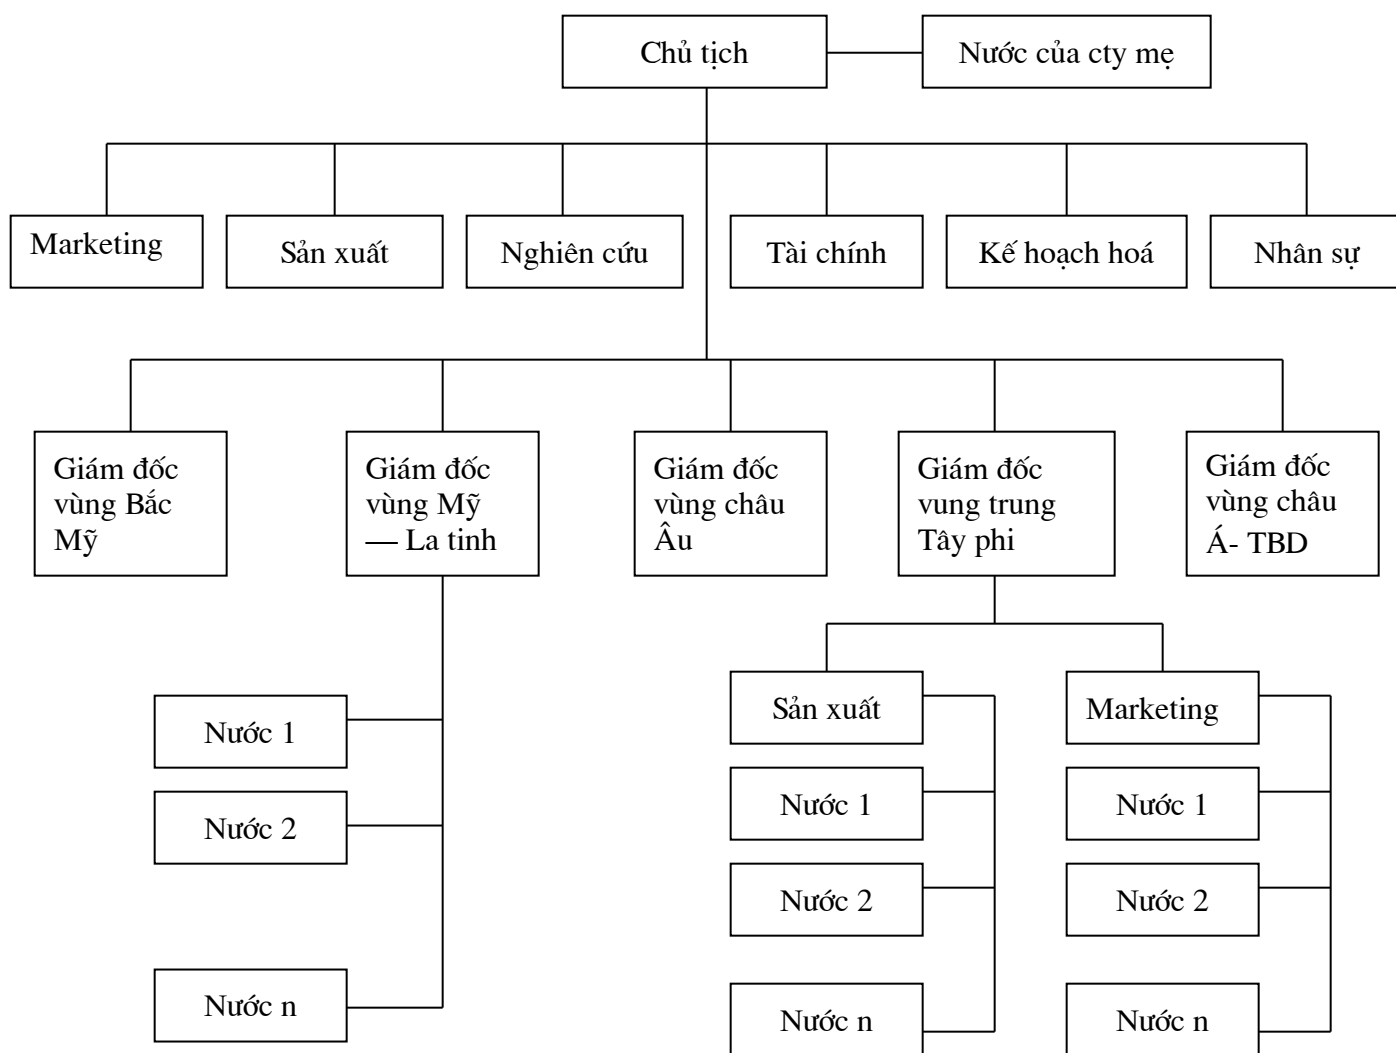 Chủ tịch
Nước của cty mẹ
Marketing
Sản xuất
Nghiên cứu
Tài chính
Kế hoạch hoá
Nhân sự
Giám đốc
vùng Bắc
Mỹ
Giám đốc
vùng Mỹ
— La tinh
Giám đốc
vùng châu
Âu
Giám đốc
vung trung
Tây phi
Giám đốc
vùng châu
Á- TBD
Nước 1
Nước 2
Nước n
Sản xuất
Nước 1
Nước 2
Nước n
Marketing
Nước 1
Nước 2
Nước n